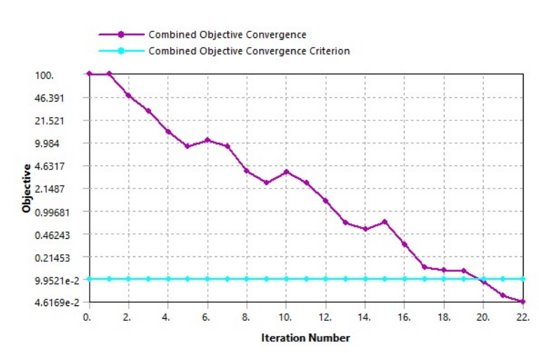 Combined Objective Convergence
Combined Objective Convergence Criterion
100.
46.391
21.521
9.984
4.6317
2.1487
0.99681
0.46243
0.21453
9.9521e-2
4.6169e-2
Objective
0. 2. 4. 6. 8. 10. 12. 14. 16. 18. 20. 22.
Iteration Number